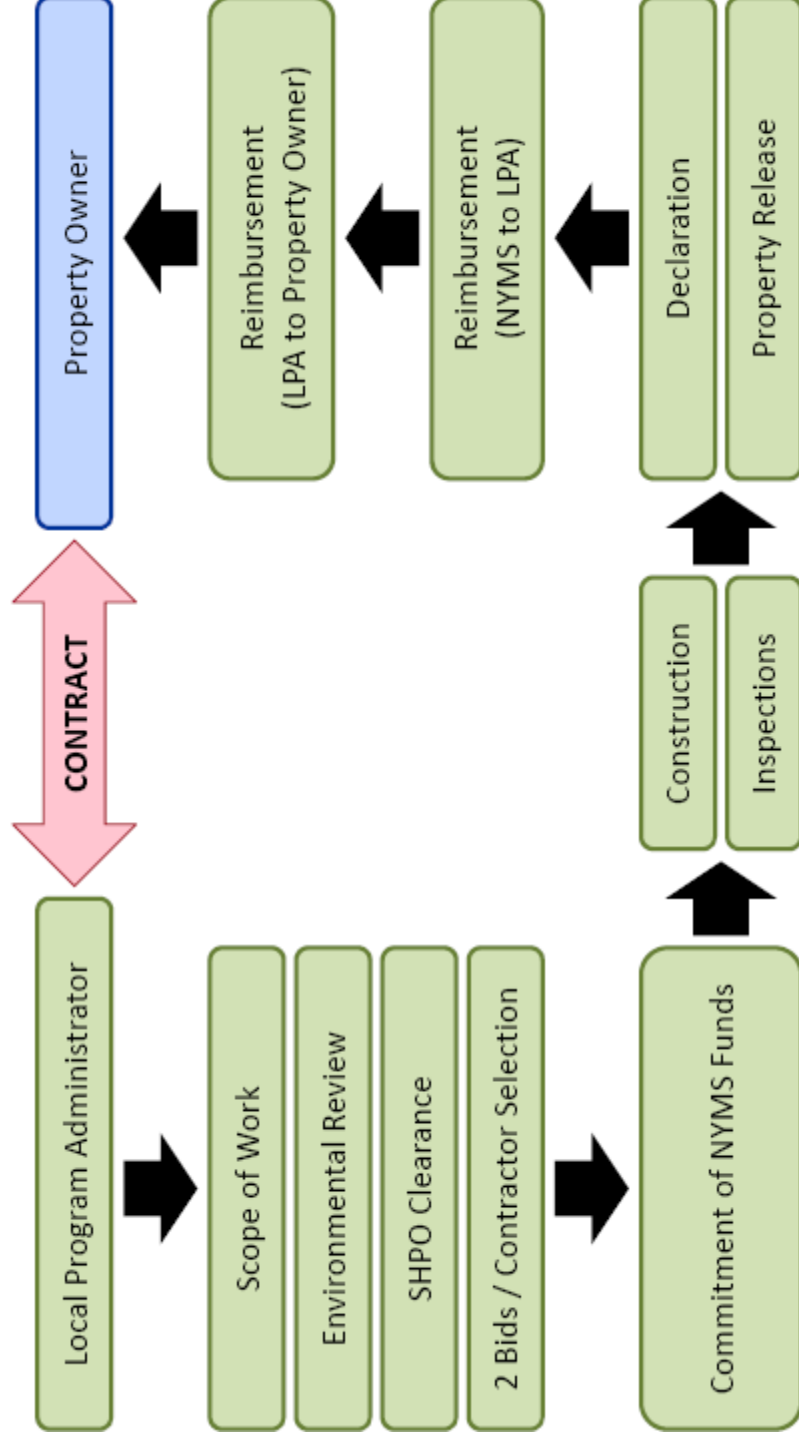 Local Program Administrator
CONTRACT
Property Owner
Scope of Work
Environmental Review
SHPO Clearance
2 Bids / Contractor Selection
Commitment of NYMS Funds
Construction
Inspections
Declaration
Property Release
Reimbursement
(NYMS to LPA)
Reimbursement
(LPA to Property Owner)